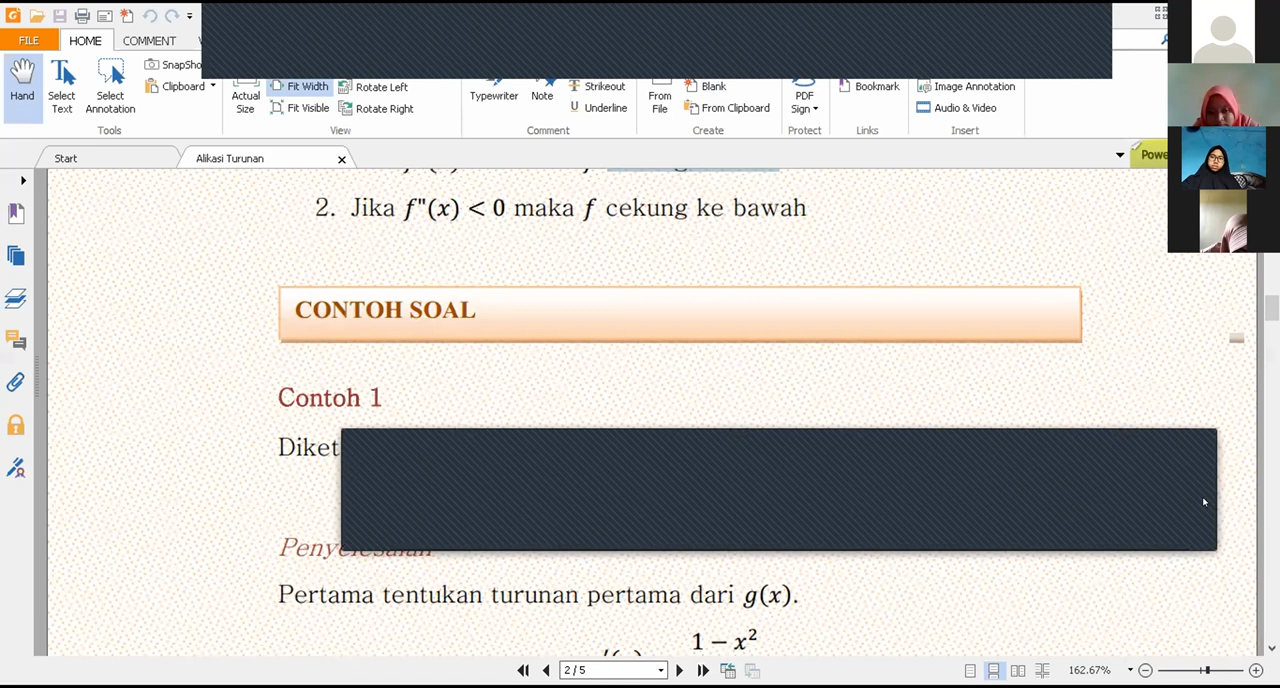 FILE HOME COMMENT
Hand Select Text Select Annotation SnapSho Clipboard
Actual Size Fit Width Fit Visible Rotate Left Rotate Right
Typewriter Note Strikeout Underline
From File Blank From Clipboard
PDF Sign Bookmark Image Annotation Audio & Video
Tools View Comment Create Protect Links Insert
Start Alikasi Turunan Powe
2. Jika f"(x) < 0 maka f cekung ke bawah
CONTOH SOAL
Contoh 1
Diket
Penyelesaian
Pertama tentukan turunan pertama dari g(x).
1 − x²
2 / 5 162.67%